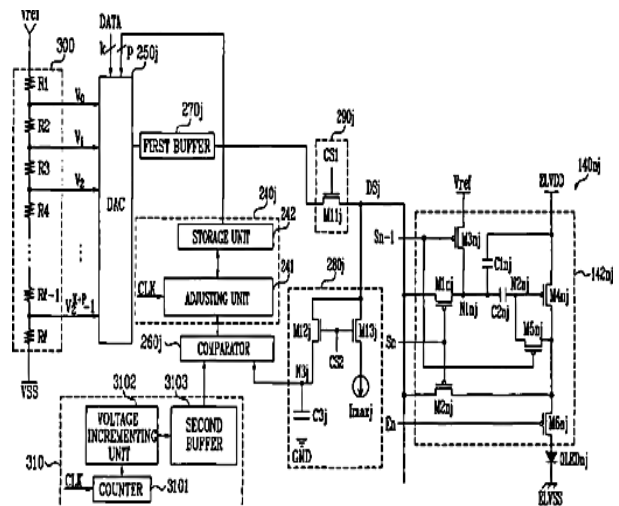 Vref
300
R1
R2
R3
R4
Rℓ-1
Rℓ
VSS
V0
V1
V2
DATA
k
p
250j
DAC
270j
FIRST BUFFER
290j
CS1
M11j
DSj
240j
242
STORAGE UNIT
241
CLK
ADJUSTING UNIT
260j
COMPARATOR
280j
M12j
M13j
CS2
N3j
C3j
GND
Imaxj
310
3102
VOLTAGE
INCREMENTING
UNIT
3103
SECOND
BUFFER
CLK
COUNTER
3101
Vref
ELVDD
140nj
142nj
Sn-1
M3nj
C1nj
M1nj
N1nj
N2nj
C2nj
M4nj
M5nj
Sn
M2nj
En
M6nj
OLEDnj
ELVSS